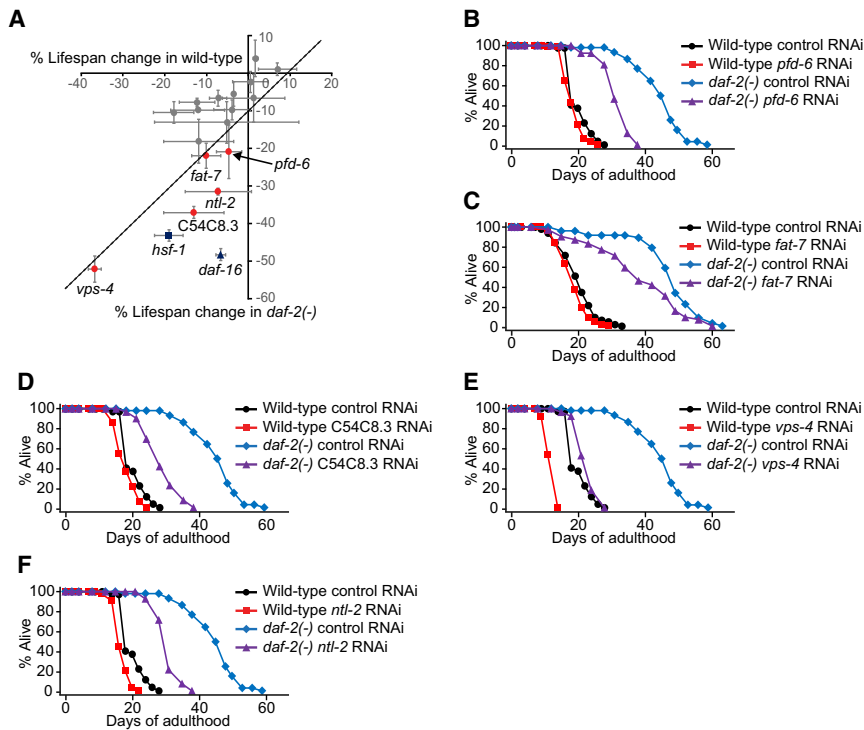 A
% Lifespan change in wild-type
-40 -30 -20 -10 0 10 20
10
-10
-20
-30
-40
-50
-60
pfd-6
fat-7
ntl-2
C54C8.3
hsf-1
daf-16
vps-4
% Lifespan change in daf-2(-)
B
% Alive
100
80
60
40
20
0
0 20 40 60
Days of adulthood
Wild-type control RNAi
Wild-type pfd-6 RNAi
daf-2(-) control RNAi
daf-2(-) pfd-6 RNAi
C
% Alive
100
80
60
40
20
0
0 20 40 60
Days of adulthood
Wild-type control RNAi
Wild-type fat-7 RNAi
daf-2(-) control RNAi
daf-2(-) fat-7 RNAi
D
% Alive
100
80
60
40
20
0
0 20 40 60
Days of adulthood
Wild-type control RNAi
Wild-type C54C8.3 RNAi
daf-2(-) control RNAi
daf-2(-) C54C8.3 RNAi
E
% Alive
100
80
60
40
20
0
0 20 40 60
Days of adulthood
Wild-type control RNAi
Wild-type vps-4 RNAi
daf-2(-) control RNAi
daf-2(-) vps-4 RNAi
F
% Alive
100
80
60
40
20
0
0 20 40 60
Days of adulthood
Wild-type control RNAi
Wild-type ntl-2 RNAi
daf-2(-) control RNAi
daf-2(-) ntl-2 RNAi